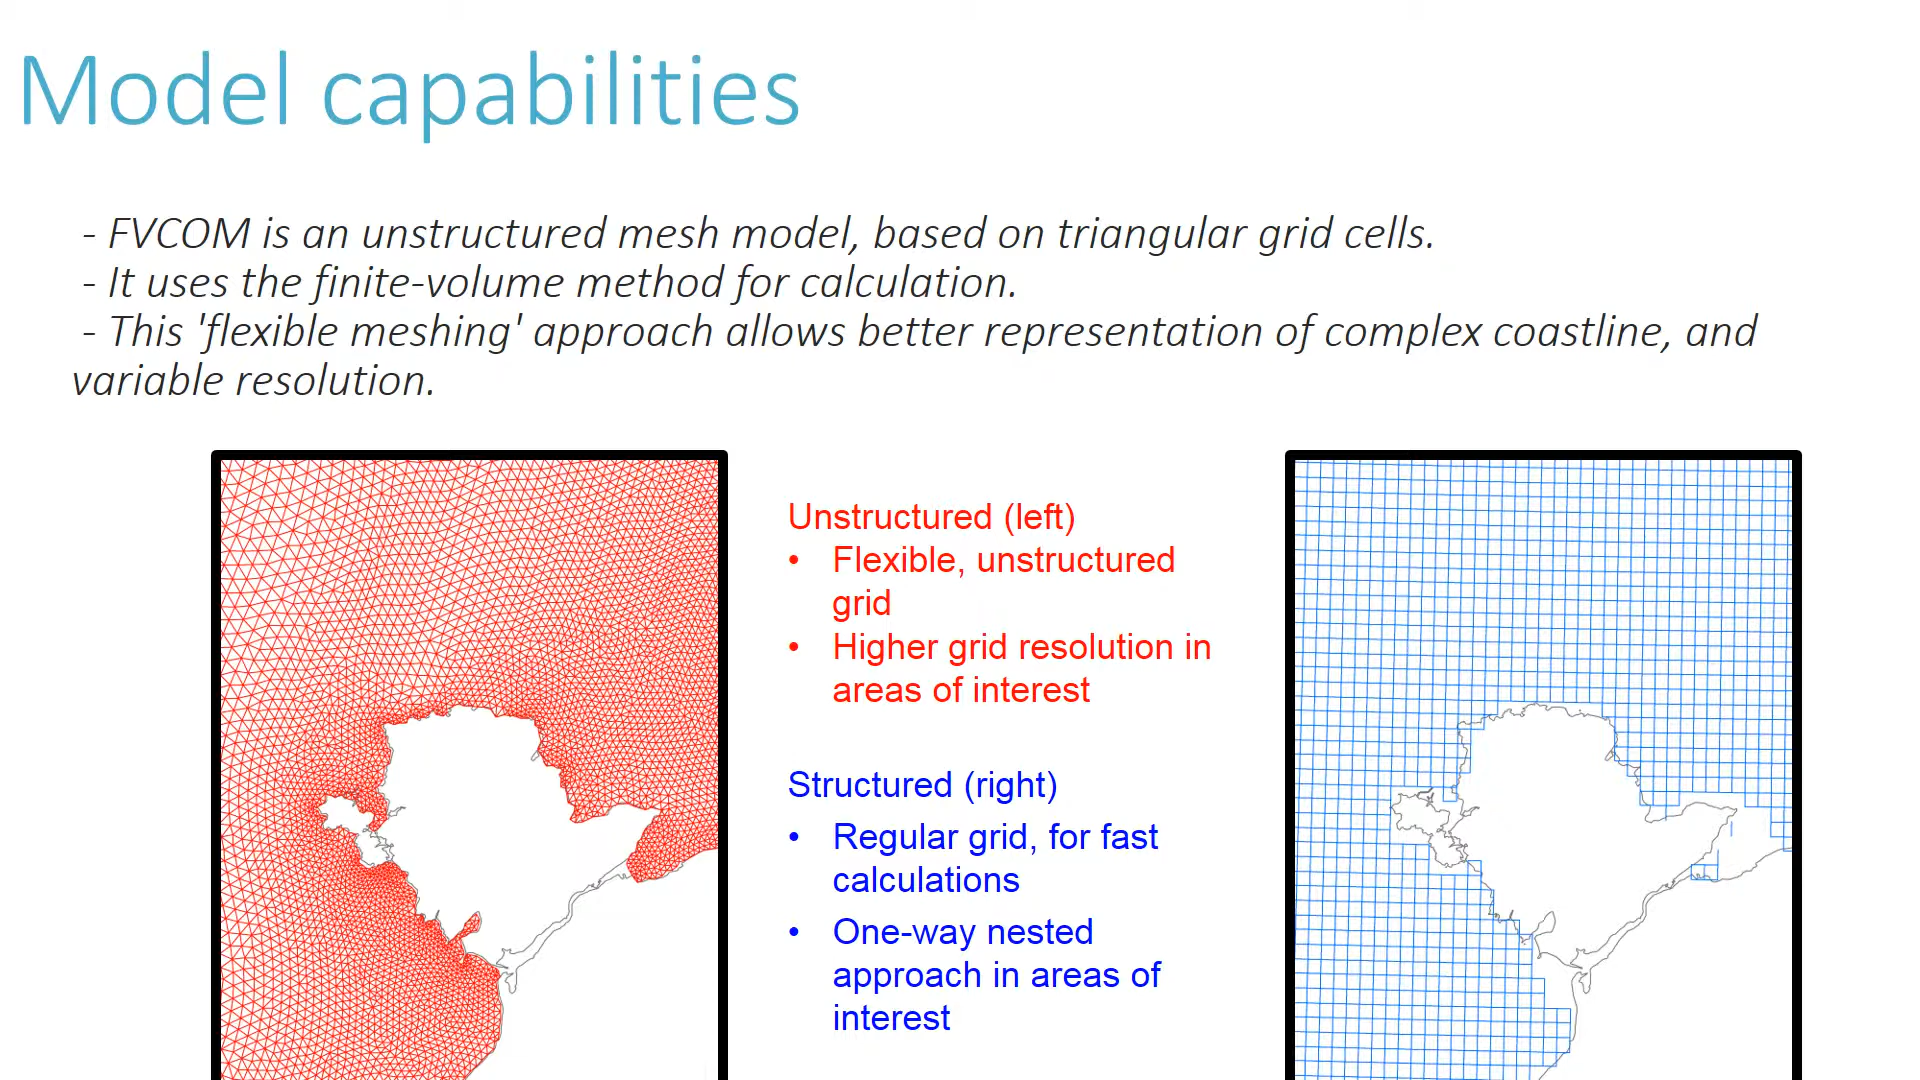 Model capabilities
- FVCOM is an unstructured mesh model, based on triangular grid cells.
- It uses the finite-volume method for calculation.
- This 'flexible meshing' approach allows better representation of complex coastline, and
variable resolution.
Unstructured (left)
• Flexible, unstructured
grid
• Higher grid resolution in
areas of interest
Structured (right)
• Regular grid, for fast
calculations
• One-way nested
approach in areas of
interest